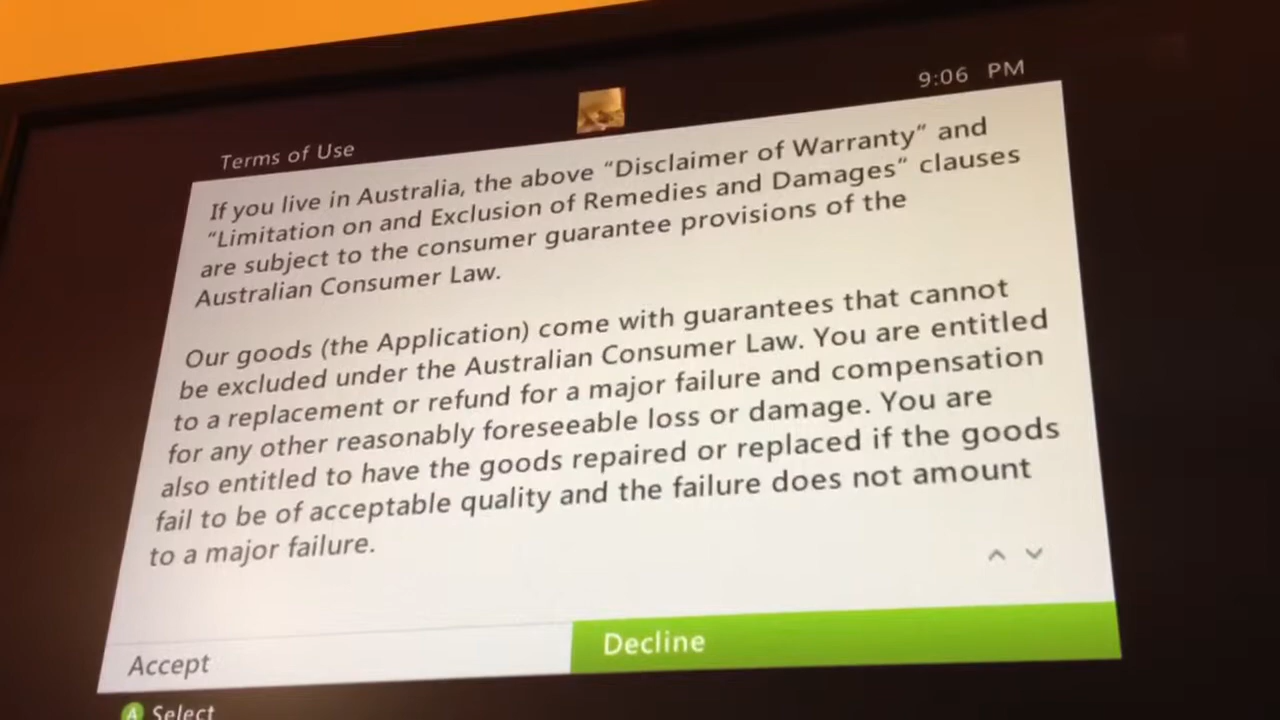 9:06 PM
Terms of Use
If you live in Australia, the above “Disclaimer of Warranty” and
“Limitation on and Exclusion of Remedies and Damages” clauses
are subject to the consumer guarantee provisions of the
Australian Consumer Law.
Our goods (the Application) come with guarantees that cannot
be excluded under the Australian Consumer Law. You are entitled
to a replacement or refund for a major failure and compensation
for any other reasonably foreseeable loss or damage. You are
also entitled to have the goods repaired or replaced if the goods
fail to be of acceptable quality and the failure does not amount
to a major failure.
Accept
Decline
A Select